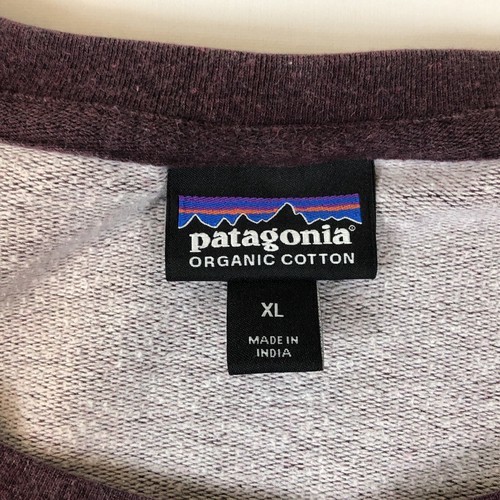 patagonia®
ORGANIC COTTON
XL
MADE IN
INDIA